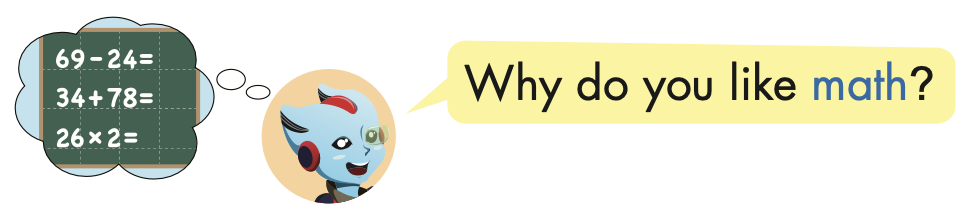 69-24=
34+78=
26×2=
Why do you like math?